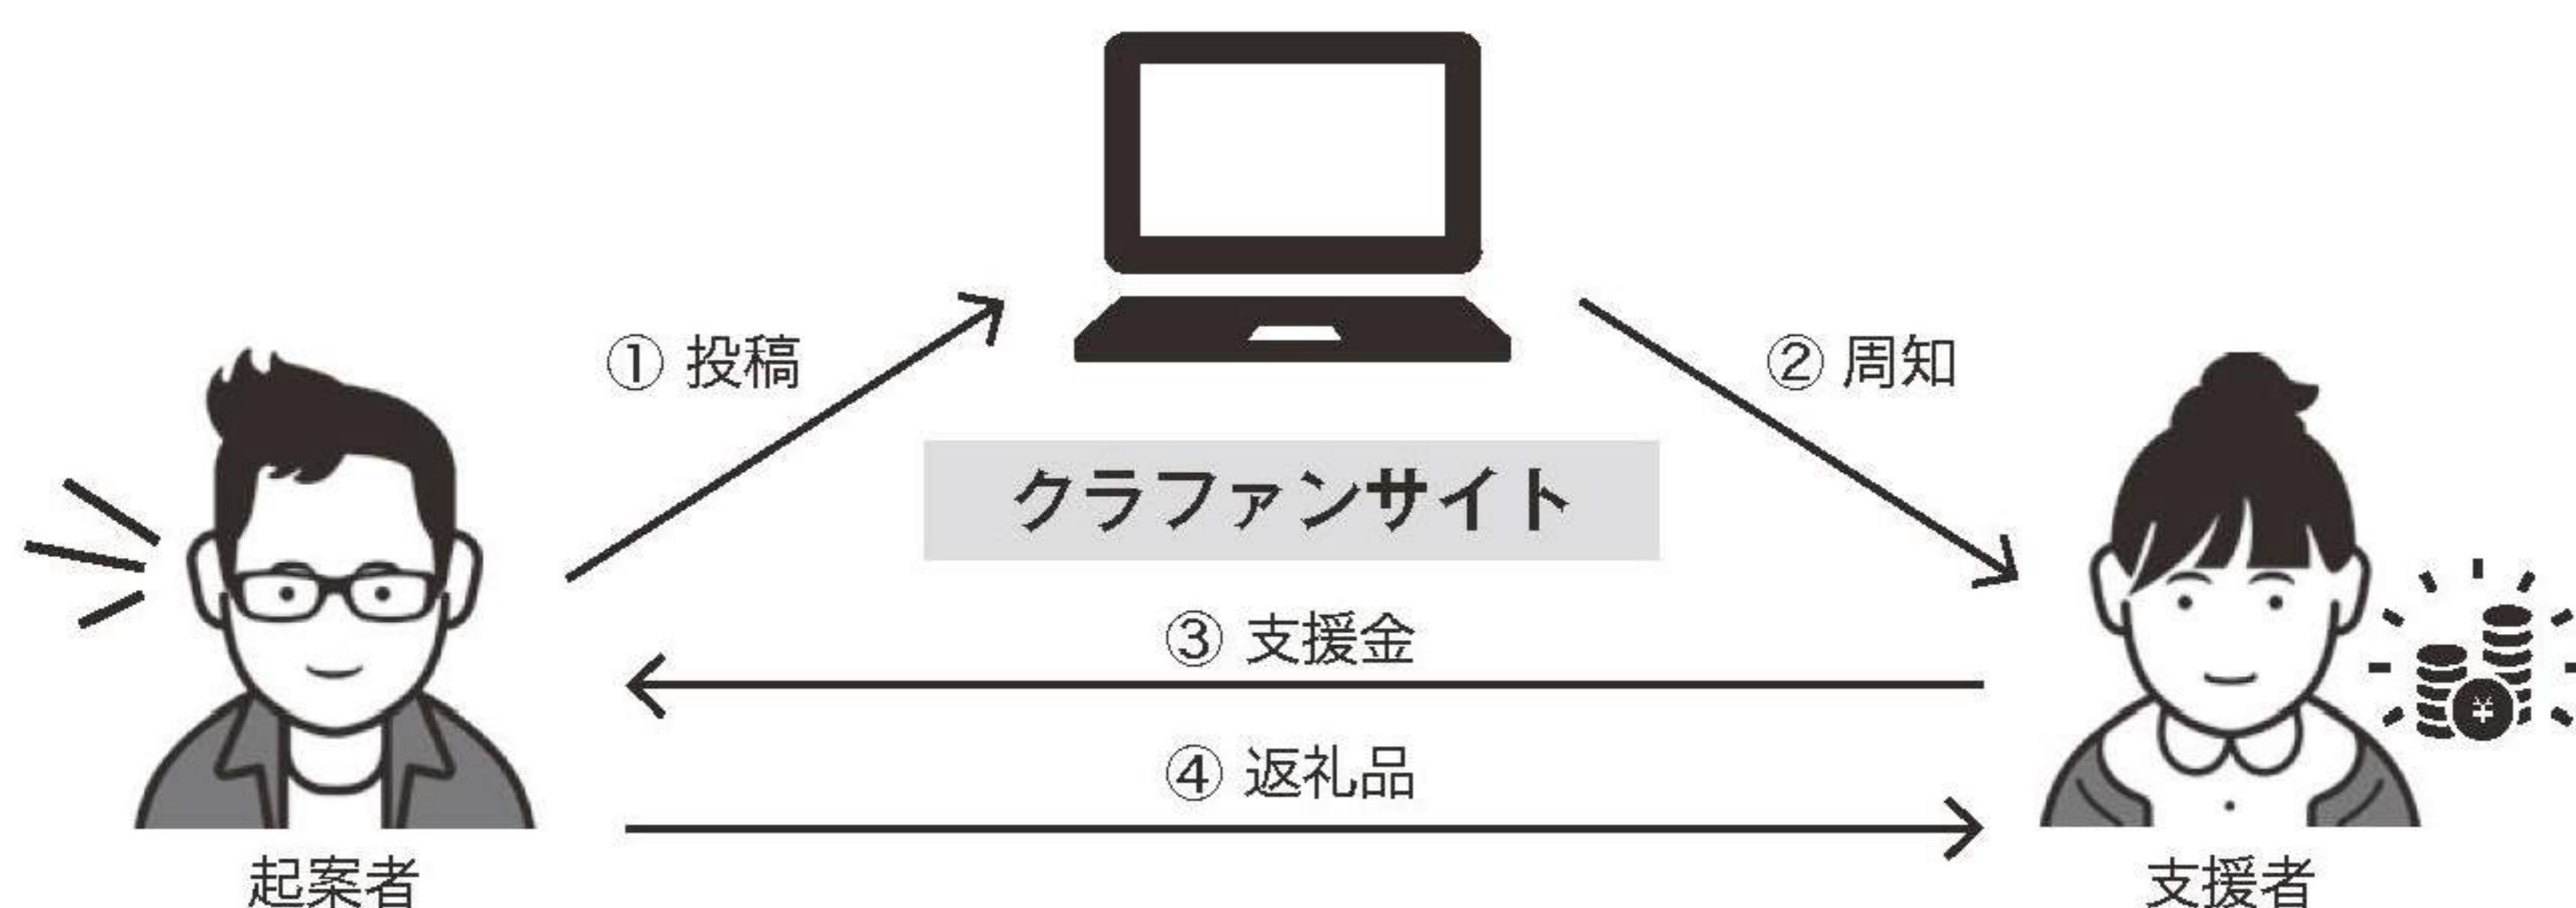 ① 投稿
② 周知
クラファンサイト
③ 支援金
④ 返礼品
起案者
支援者
¥